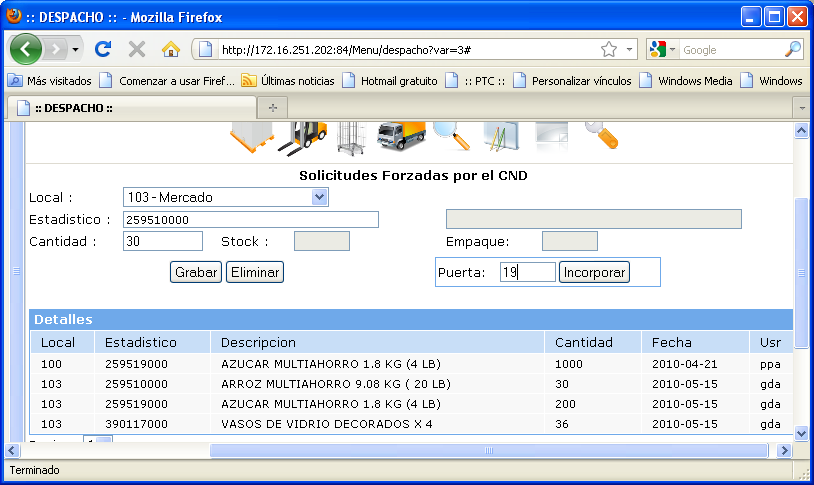 :: DESPACHO :: - Mozilla Firefox
http://172.16.251.202:84/Menu/despacho?var=3#
Google
Más visitados Comenzar a usar Firef... Últimas noticias Hotmail gratuito :: PTC :: Personalizar vínculos Windows Media Windows
:: DESPACHO ::
Solicitudes Forzadas por el CND
Local : 103 - Mercado
Estadistico : 259510000
Cantidad : 30 Stock : Empaque:
Grabar Eliminar Puerta: 19 Incorporar
Detalles
Local Estadistico Descripcion Cantidad Fecha Usr
100 259519000 AZUCAR MULTIAHORRO 1.8 KG (4 LB) 1000 2010-04-21 ppa
103 259510000 ARROZ MULTIAHORRO 9.08 KG ( 20 LB) 30 2010-05-15 gda
103 259519000 AZUCAR MULTIAHORRO 1.8 KG (4 LB) 200 2010-05-15 gda
103 390117000 VASOS DE VIDRIO DECORADOS X 4 36 2010-05-15 gda
Terminado